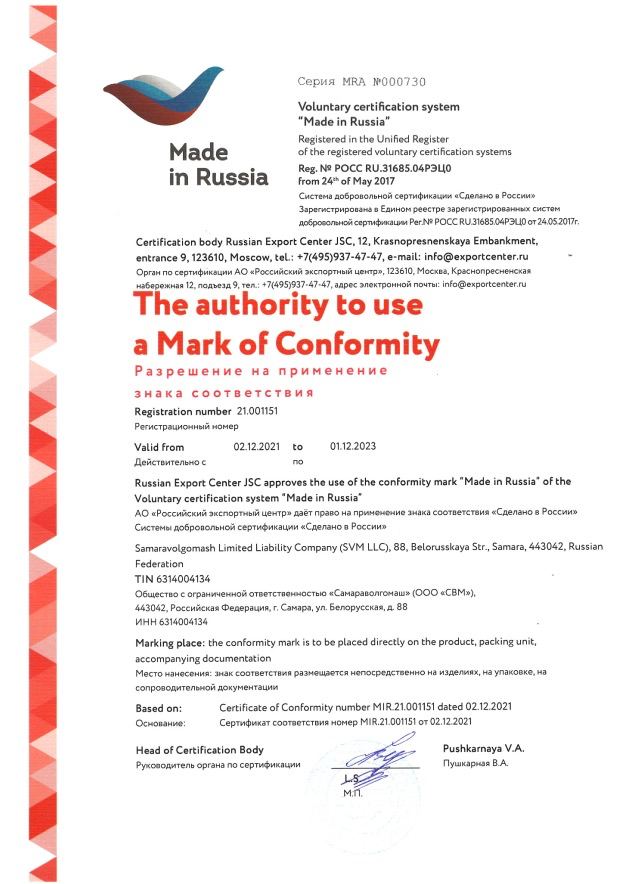 Серия MRA №000730
Voluntary certification system
"Made in Russia"
Registered in the Unified Register
of the registered voluntary certification systems
Reg. № РОСС RU.31685.04РЭЦ0
from 24th of May 2017
Система добровольной сертификации «Сделано в России»
Зарегистрирована в Едином реестре зарегистрированных систем
добровольной сертификации Рег.№ РОСС RU.31685.04РЭЦ0 от 24.05.2017г.
Made
in Russia
Certification body Russian Export Center JSC, 12, Krasnopresnenskaya Embankment,
entrance 9, 123610, Moscow, tel.: +7(495)937-47-47, e-mail: info@exportcenter.ru
Орган по сертификации АО «Российский экспортный центр», 123610, Москва, Краснопресненская
набережная 12, подъезд 9, тел.: +7(495)937-47-47, адрес электронной почты: info@exportcenter.ru
The authority to use
a Mark of Conformity
Разрешение на применение
знака соответствия
Registration number 21.001151
Регистрационный номер
Valid from 02.12.2021 to 01.12.2023
Действительно с по
Russian Export Center JSC approves the use of the conformity mark "Made in Russia" of the
Voluntary certification system "Made in Russia"
АО «Российский экспортный центр» даёт право на применение знака соответствия «Сделано в России»
Системы добровольной сертификации «Сделано в России»
Samaravolgomash Limited Liability Company (SVM LLC), 88, Belorusskaya Str., Samara, 443042, Russian
Federation
TIN 6314004134
Общество с ограниченной ответственностью «Самараволгомаш» (ООО «СВМ»),
443042, Российская Федерация, г. Самара, ул. Белорусская, д. 88
ИНН 6314004134
Marking place: the conformity mark is to be placed directly on the product, packing unit,
accompanying documentation
Место нанесения: знак соответствия размещается непосредственно на изделиях, на упаковке, на
сопроводительной документации
Based on: Certificate of Conformity number MIR.21.001151 dated 02.12.2021
Основание: Сертификат соответствия номер MIR.21.001151 от 02.12.2021
Head of Certification Body Pushkarnaya V.A.
Руководитель органа по сертификации Пушкарная В.А.
L.S.
М.П.